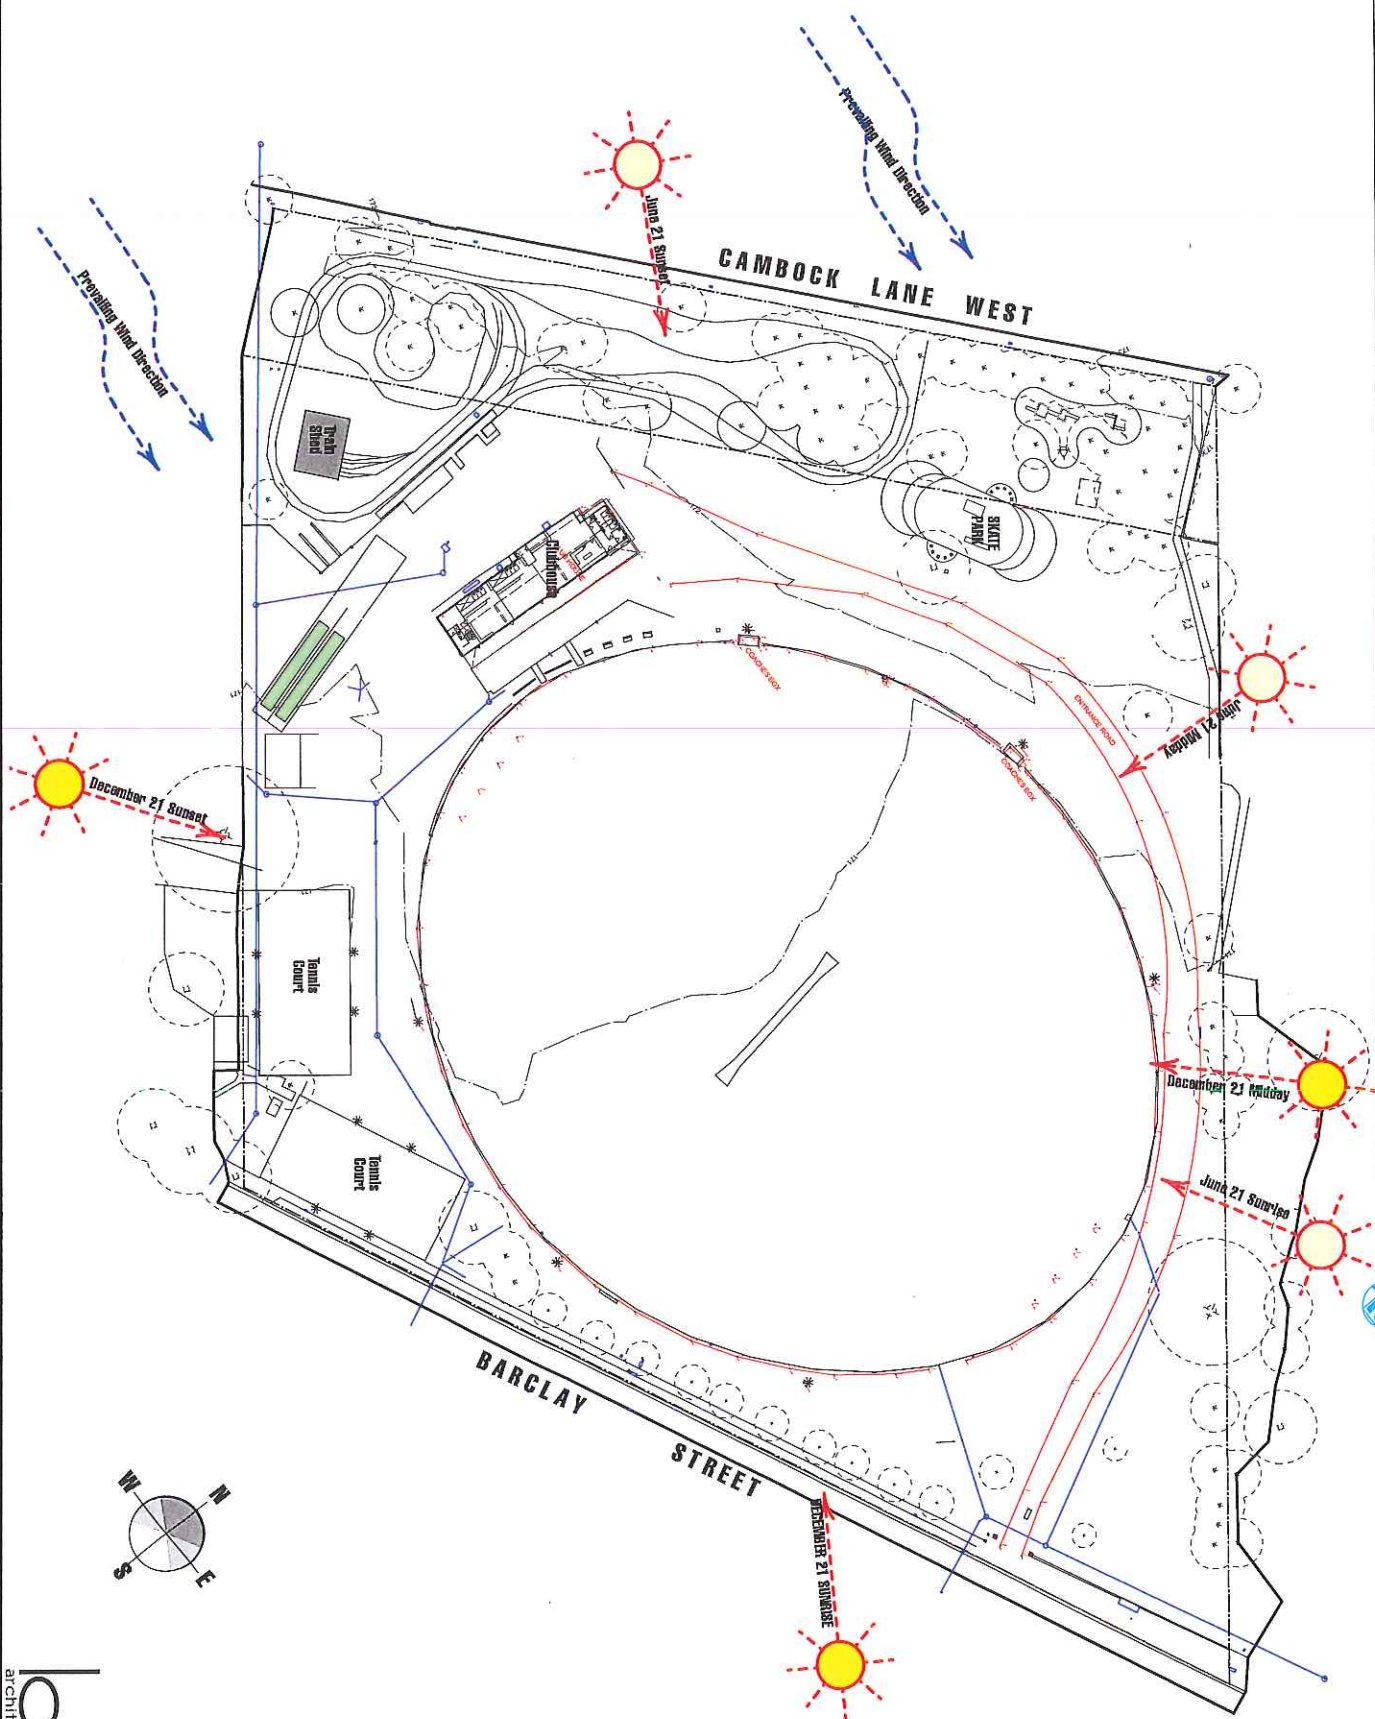 Prevailing Wind Direction
June 21 Sunset
CAMBOCK LANE WEST
Prevailing Wind Direction
Train
Shed
SKATE
PARK
Clubhouse
COACHES BOX
COACHES BOX
ENTRANCE ROAD
June 21 Midday
December 21 Sunset
Tennis
Court
Tennis
Court
December 21 Midday
June 21 Sunrise
BARCLAY STREET
DECEMBER 21 SUNRISE
N
E
S
W
archit